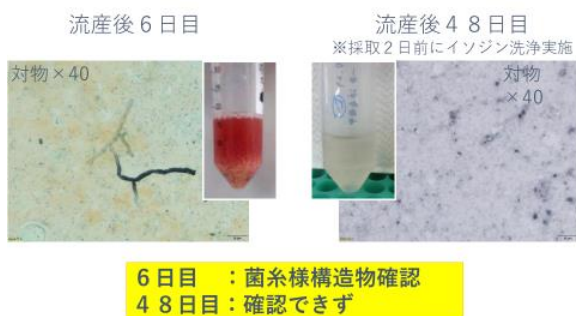 流産後６日目
流産後４８日目
※採取２日前にイソジン洗浄実施
対物×40
対物
×40
６日目　：菌糸様構造物確認
４８日目：確認できず